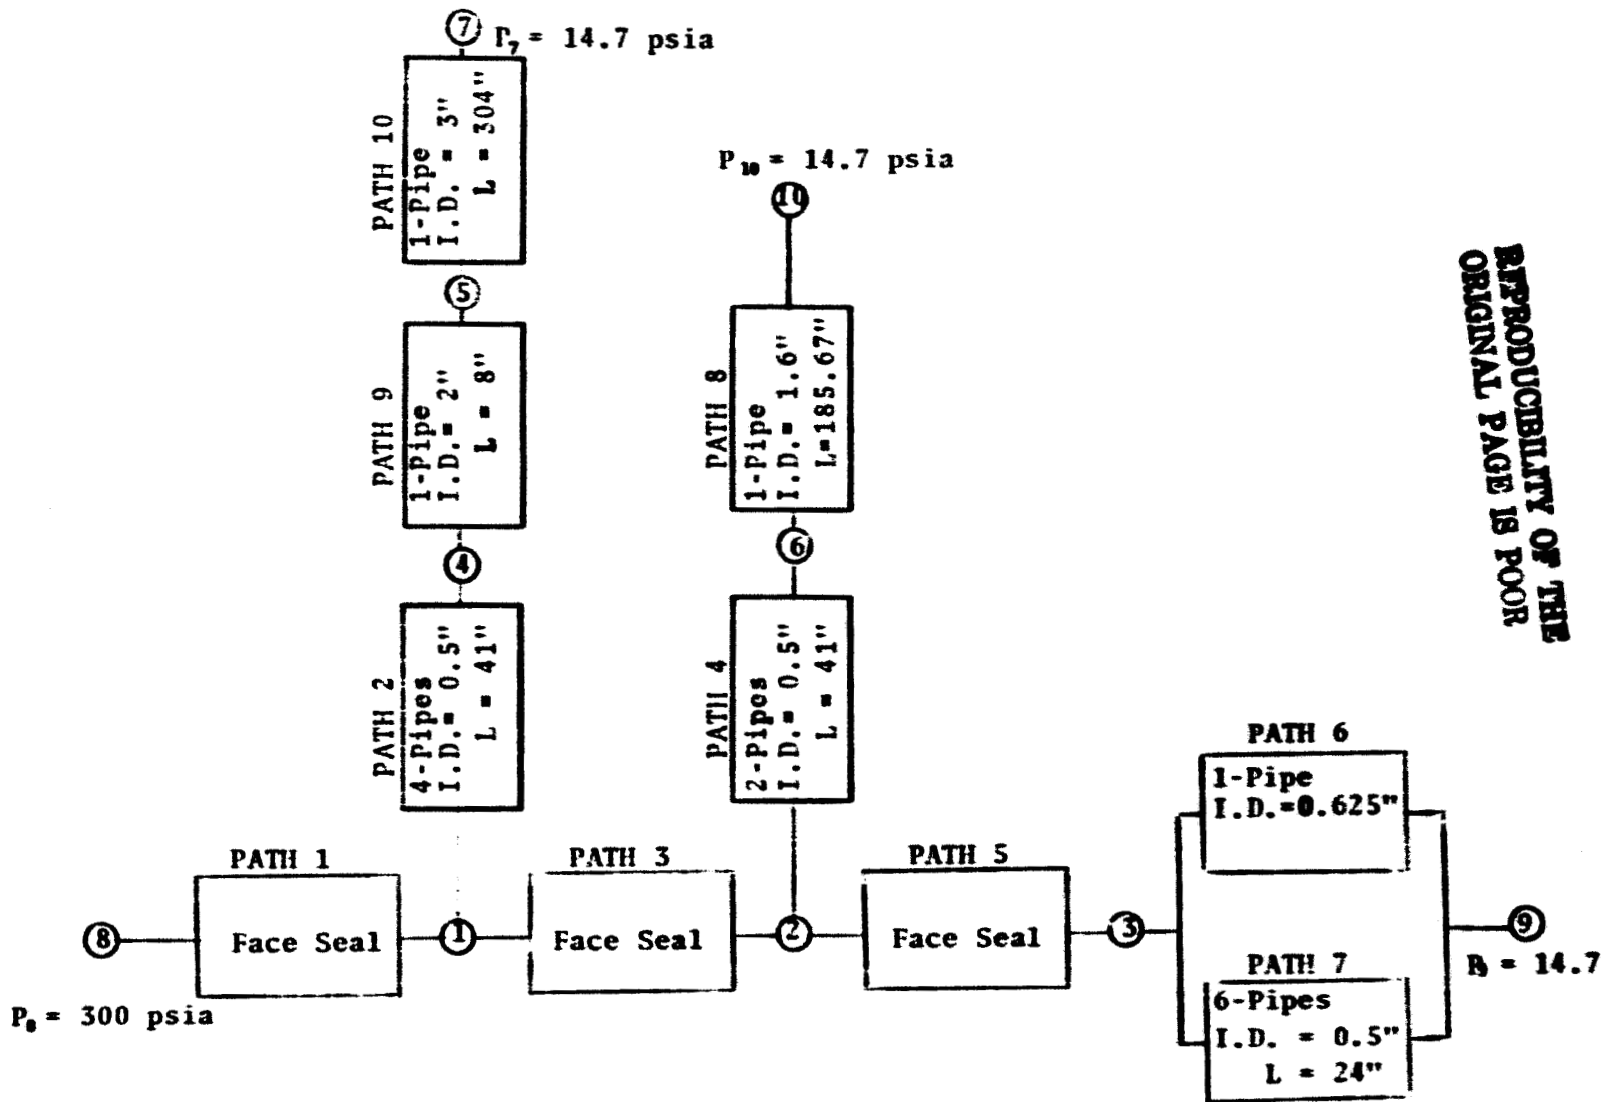 7
P₇ = 14.7 psia
PATH 10
1-Pipe
I.D. = 3"
L = 304"
5
PATH 9
1-Pipe
I.D.= 2"
L = 8"
4
PATH 2
4-Pipes
I.D.= 0.5"
L = 41"
P₁₀ = 14.7 psia
10
PATH 8
1-Pipe
I.D.= 1.6"
L=185.67"
6
PATH 4
2-Pipes
I.D.= 0.5"
L = 41"
REPRODUCIBILITY OF THE
ORIGINAL PAGE IS POOR
PATH 1
Face Seal
8
P₈ = 300 psia
1
PATH 3
Face Seal
2
PATH 5
Face Seal
3
PATH 6
1-Pipe
I.D.=0.625"
PATH 7
6-Pipes
I.D. = 0.5"
L = 24"
9
P₉ = 14.7